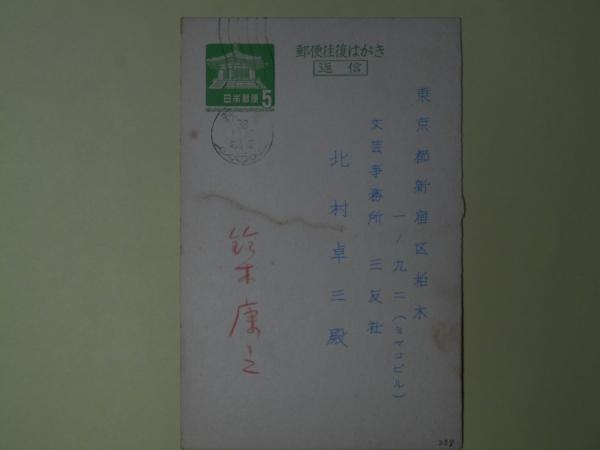 郵便往復はがき
返信
日本郵便
5
東京都新宿区柏木
一ノ九二(ミヤコビル)
文芸事務所 三友社
北村卓三殿
鈴木康之